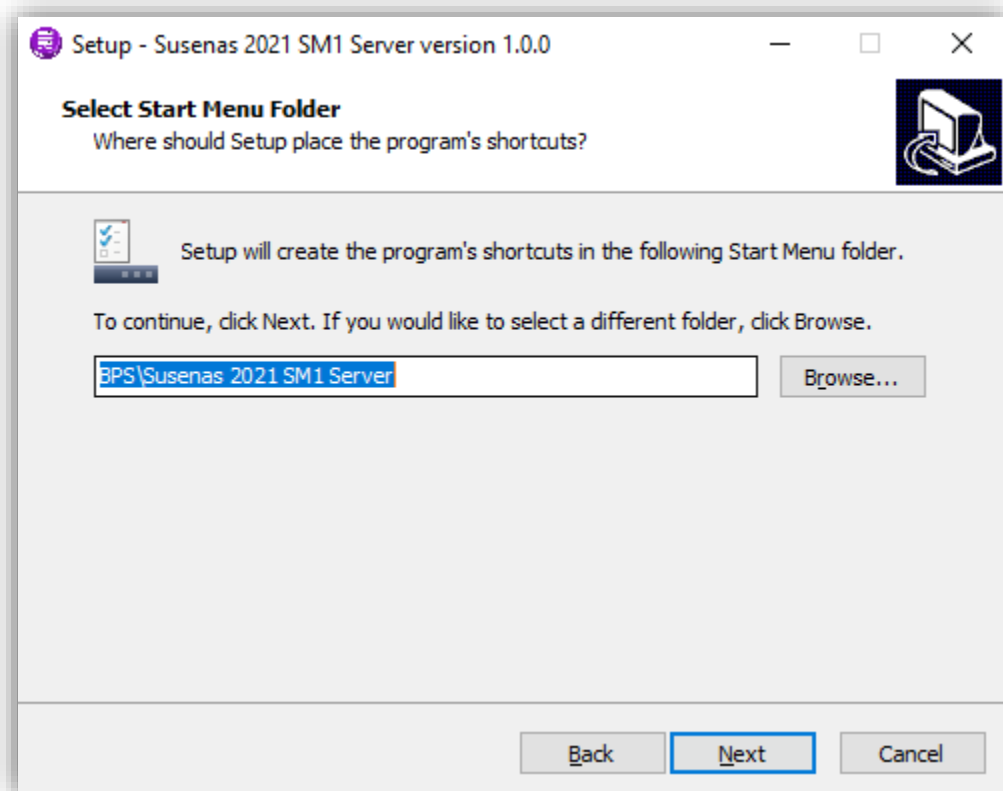 Setup - Susenas 2021 SM1 Server version 1.0.0
Select Start Menu Folder
Where should Setup place the program's shortcuts?
Setup will create the program's shortcuts in the following Start Menu folder.
To continue, click Next. If you would like to select a different folder, click Browse.
BPS\Susenas 2021 SM1 Server
Browse...
Back
Next
Cancel